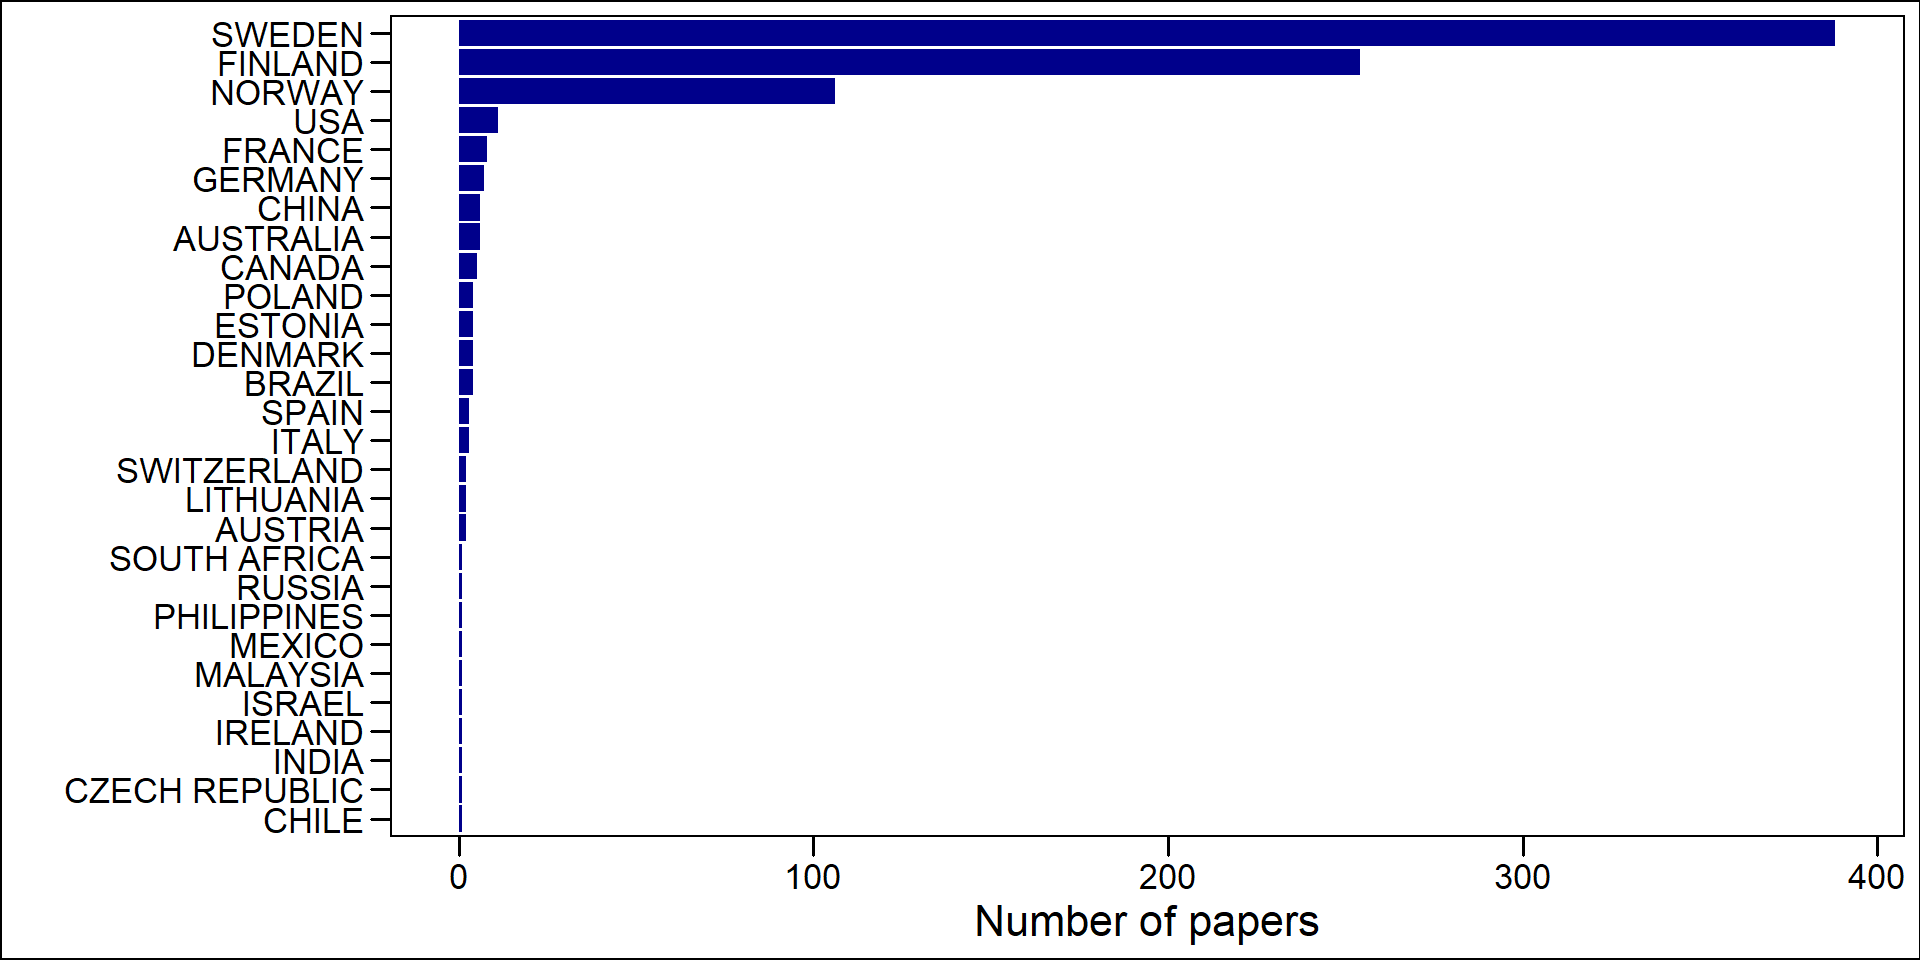 SWEDEN
FINLAND
NORWAY
USA
FRANCE
GERMANY
CHINA
AUSTRALIA
CANADA
POLAND
ESTONIA
DENMARK
BRAZIL
SPAIN
ITALY
SWITZERLAND
LITHUANIA
AUSTRIA
SOUTH AFRICA
RUSSIA
PHILIPPINES
MEXICO
MALAYSIA
ISRAEL
IRELAND
INDIA
CZECH REPUBLIC
CHILE
0 100 200 300 400
Number of papers